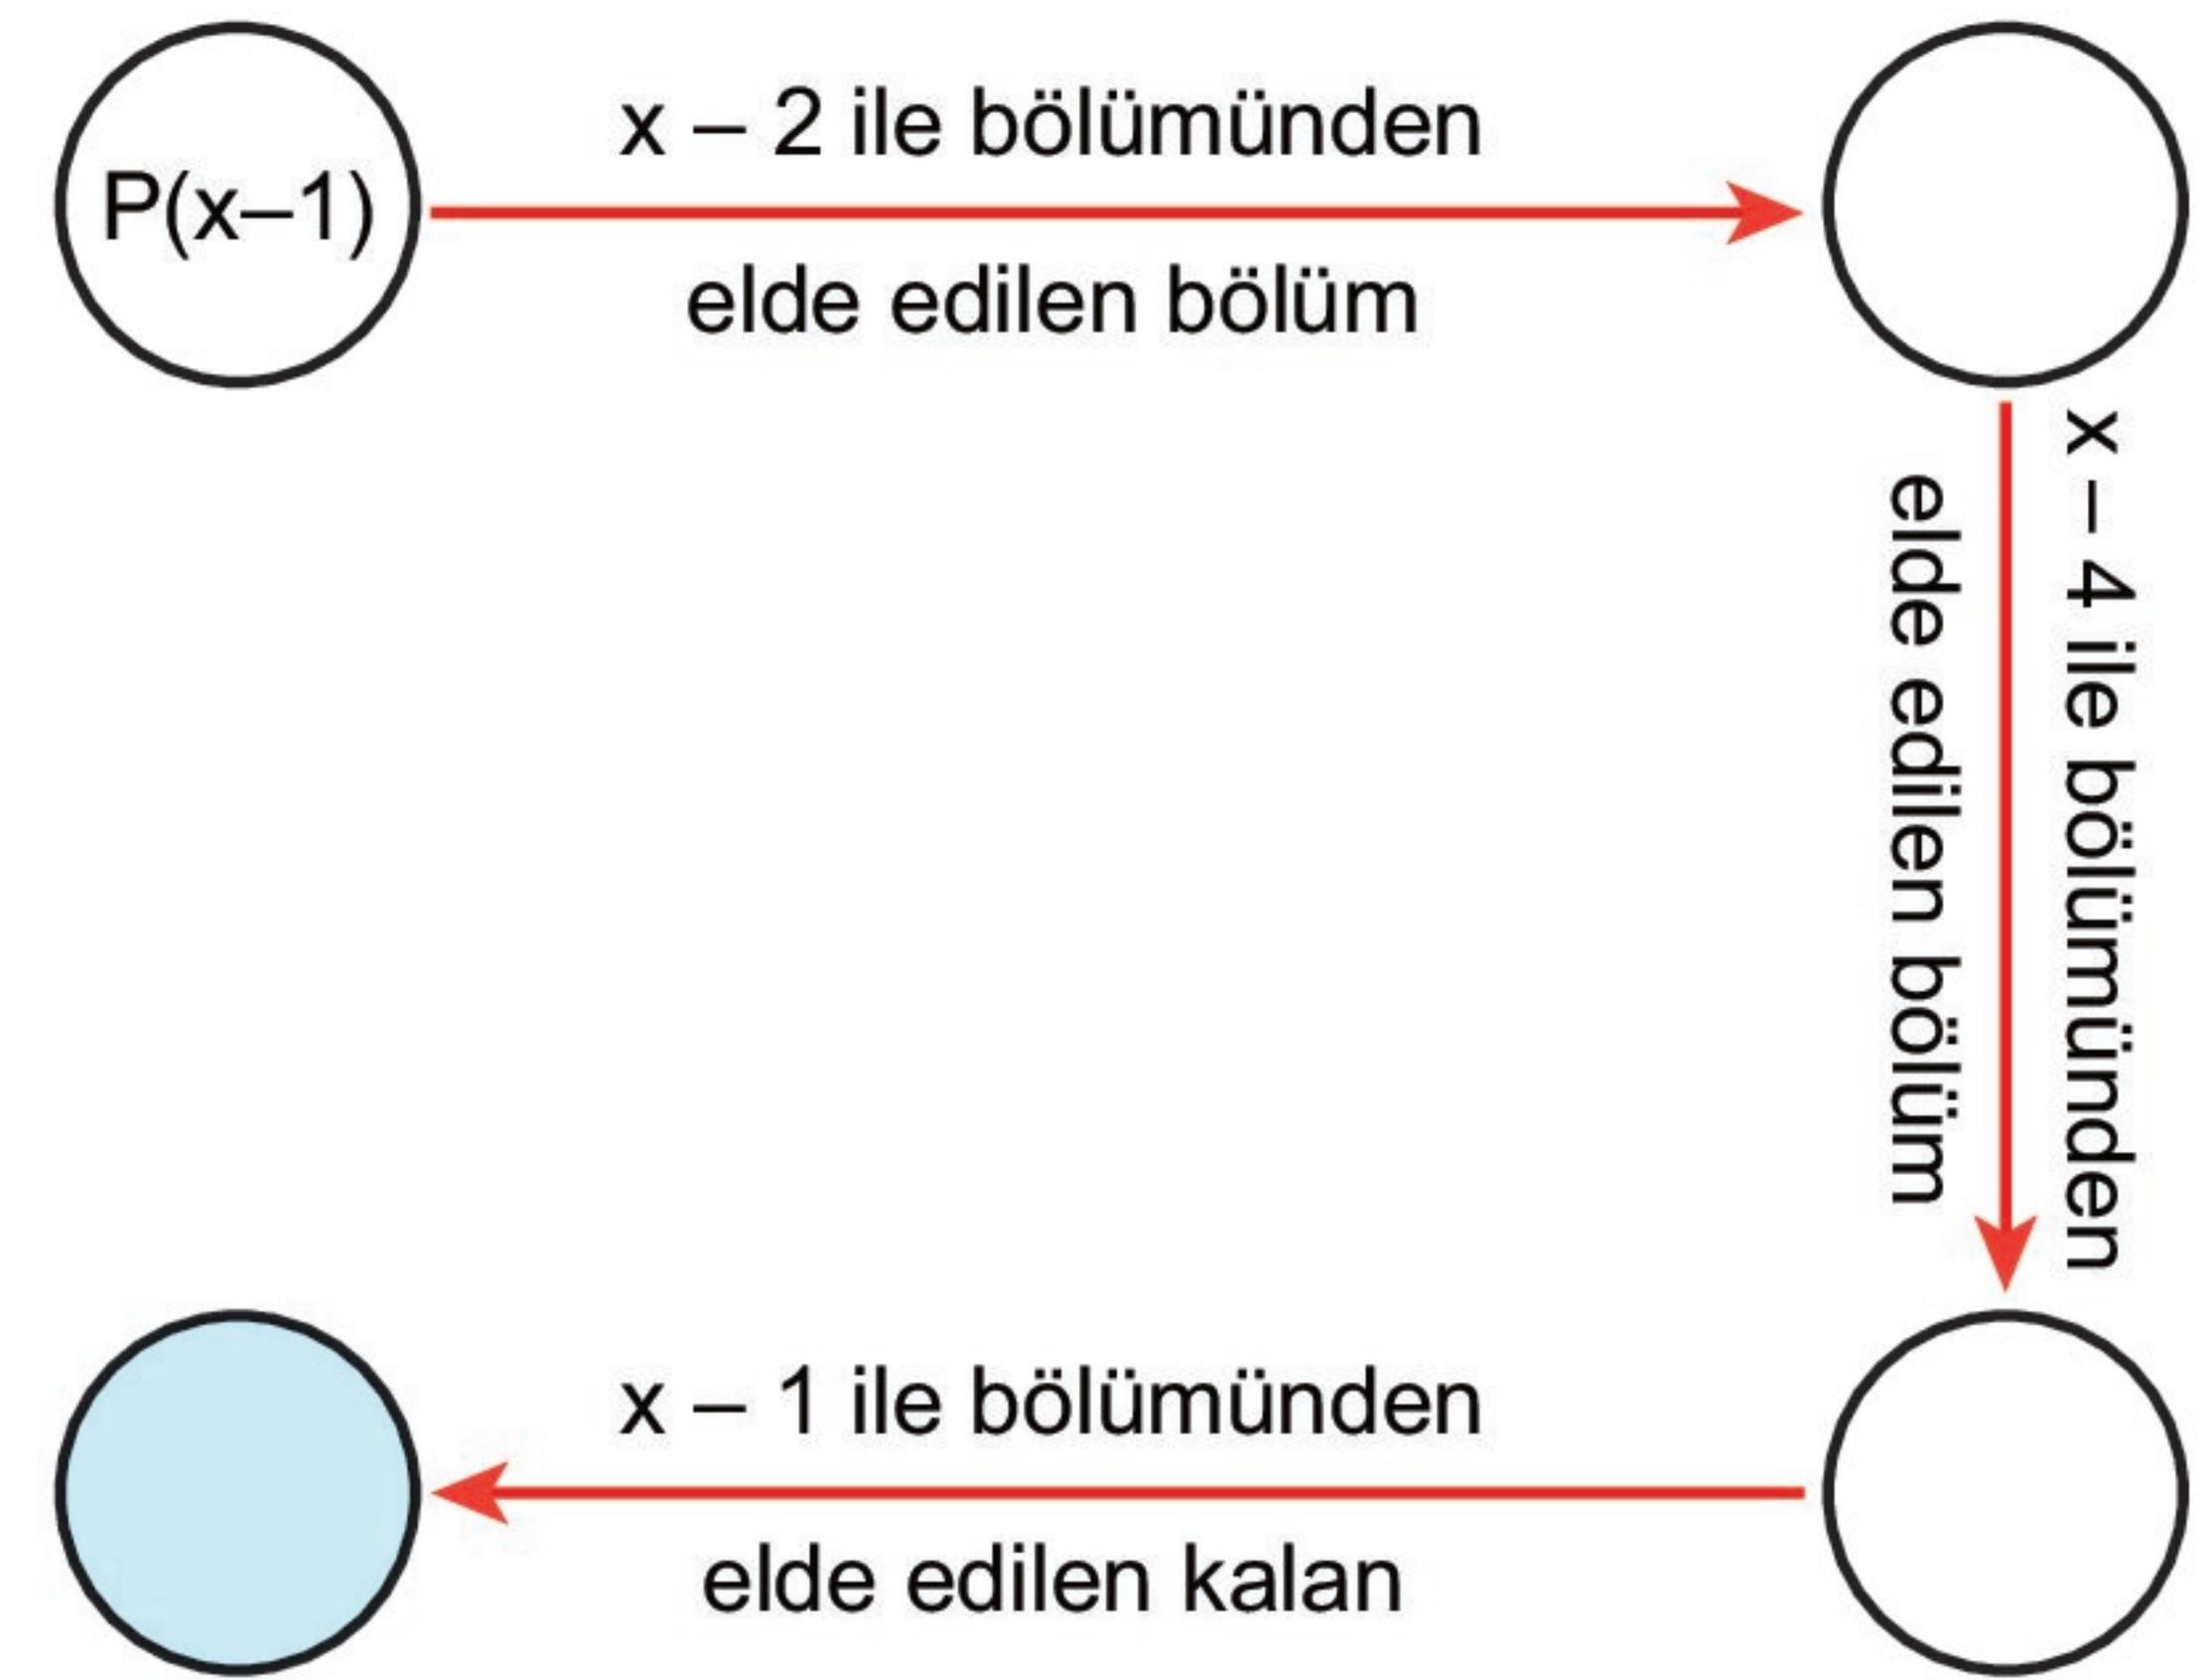 P(x–1)
x – 2 ile bölümünden
elde edilen bölüm
x – 4 ile bölümünden
elde edilen bölüm
x – 1 ile bölümünden
elde edilen kalan